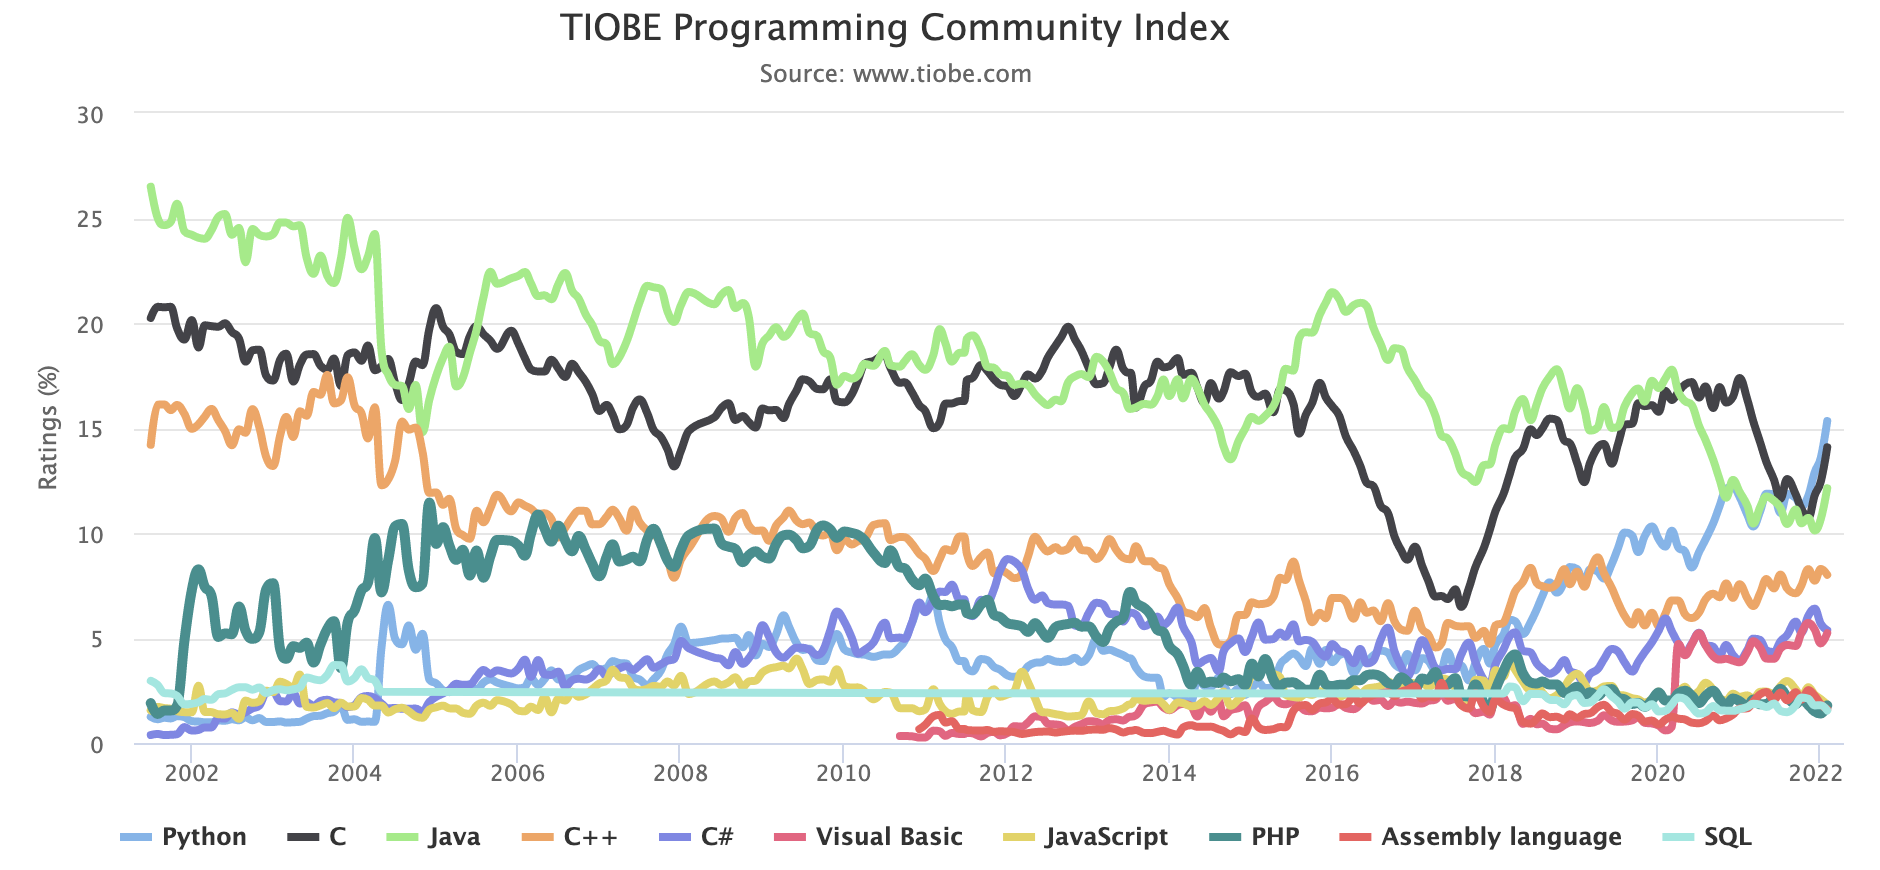 TIOBE Programming Community Index
Source: www.tiobe.com
Ratings (%)
30
25
20
15
10
5
0
2002 2004 2006 2008 2010 2012 2014 2016 2018 2020 2022
Python C Java C++ C# Visual Basic JavaScript PHP Assembly language SQL